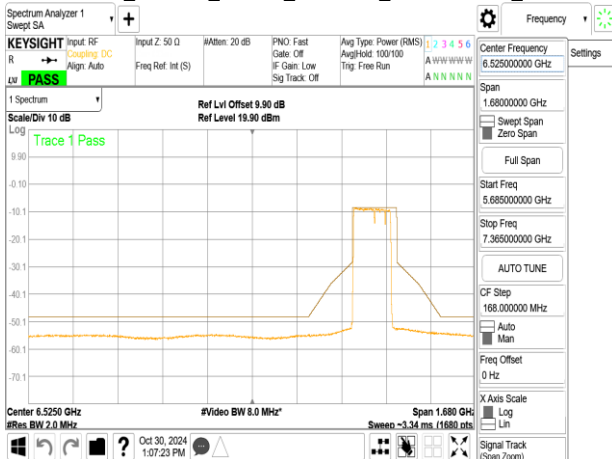 Spectrum Analyzer 1
Swept SA
+
Frequency
KEYSIGHT
R
LXI
PASS
Input: RF
Coupling: DC
Align: Auto
Input Z: 50 Ω
Freq Ref: Int (S)
#Atten: 20 dB
PNO: Fast
Gate: Off
IF Gain: Low
Sig Track: Off
Avg Type: Power (RMS)
Avg|Hold: 100/100
Trig: Free Run
1 2 3 4 5 6
A W W W W W
A N N N N N
Center Frequency
6.525000000 GHz
Settings
Span
1.68000000 GHz
Swept Span
Zero Span
Full Span
Start Freq
5.685000000 GHz
Stop Freq
7.365000000 GHz
AUTO TUNE
CF Step
168.000000 MHz
Auto
Man
Freq Offset
0 Hz
X Axis Scale
Log
Lin
Signal Track
(Span Zoom)
1 Spectrum
Scale/Div 10 dB
Ref Lvl Offset 9.90 dB
Ref Level 19.90 dBm
Log
Trace 1 Pass
9.90
-0.10
-10.1
-20.1
-30.1
-40.1
-50.1
-60.1
-70.1
Center 6.5250 GHz
#Video BW 8.0 MHz*
Span 1.680 GHz
#Res BW 2.0 MHz
Sweep ~3.34 ms (1680 pts
?
Oct 30, 2024
1:07:23 PM